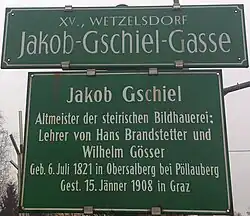 XV., WETZELSDORF
Jakob-Gschiel-Gasse
Jakob Gschiel
Altmeister der steirischen Bildhauerei:
Lehrer von Hans Brandstetter und
Wilhelm Gösser
Geb. 6. Juli 1821 in Obersalberg bei Pöllauberg
Gest. 15. Jänner 1908 in Graz